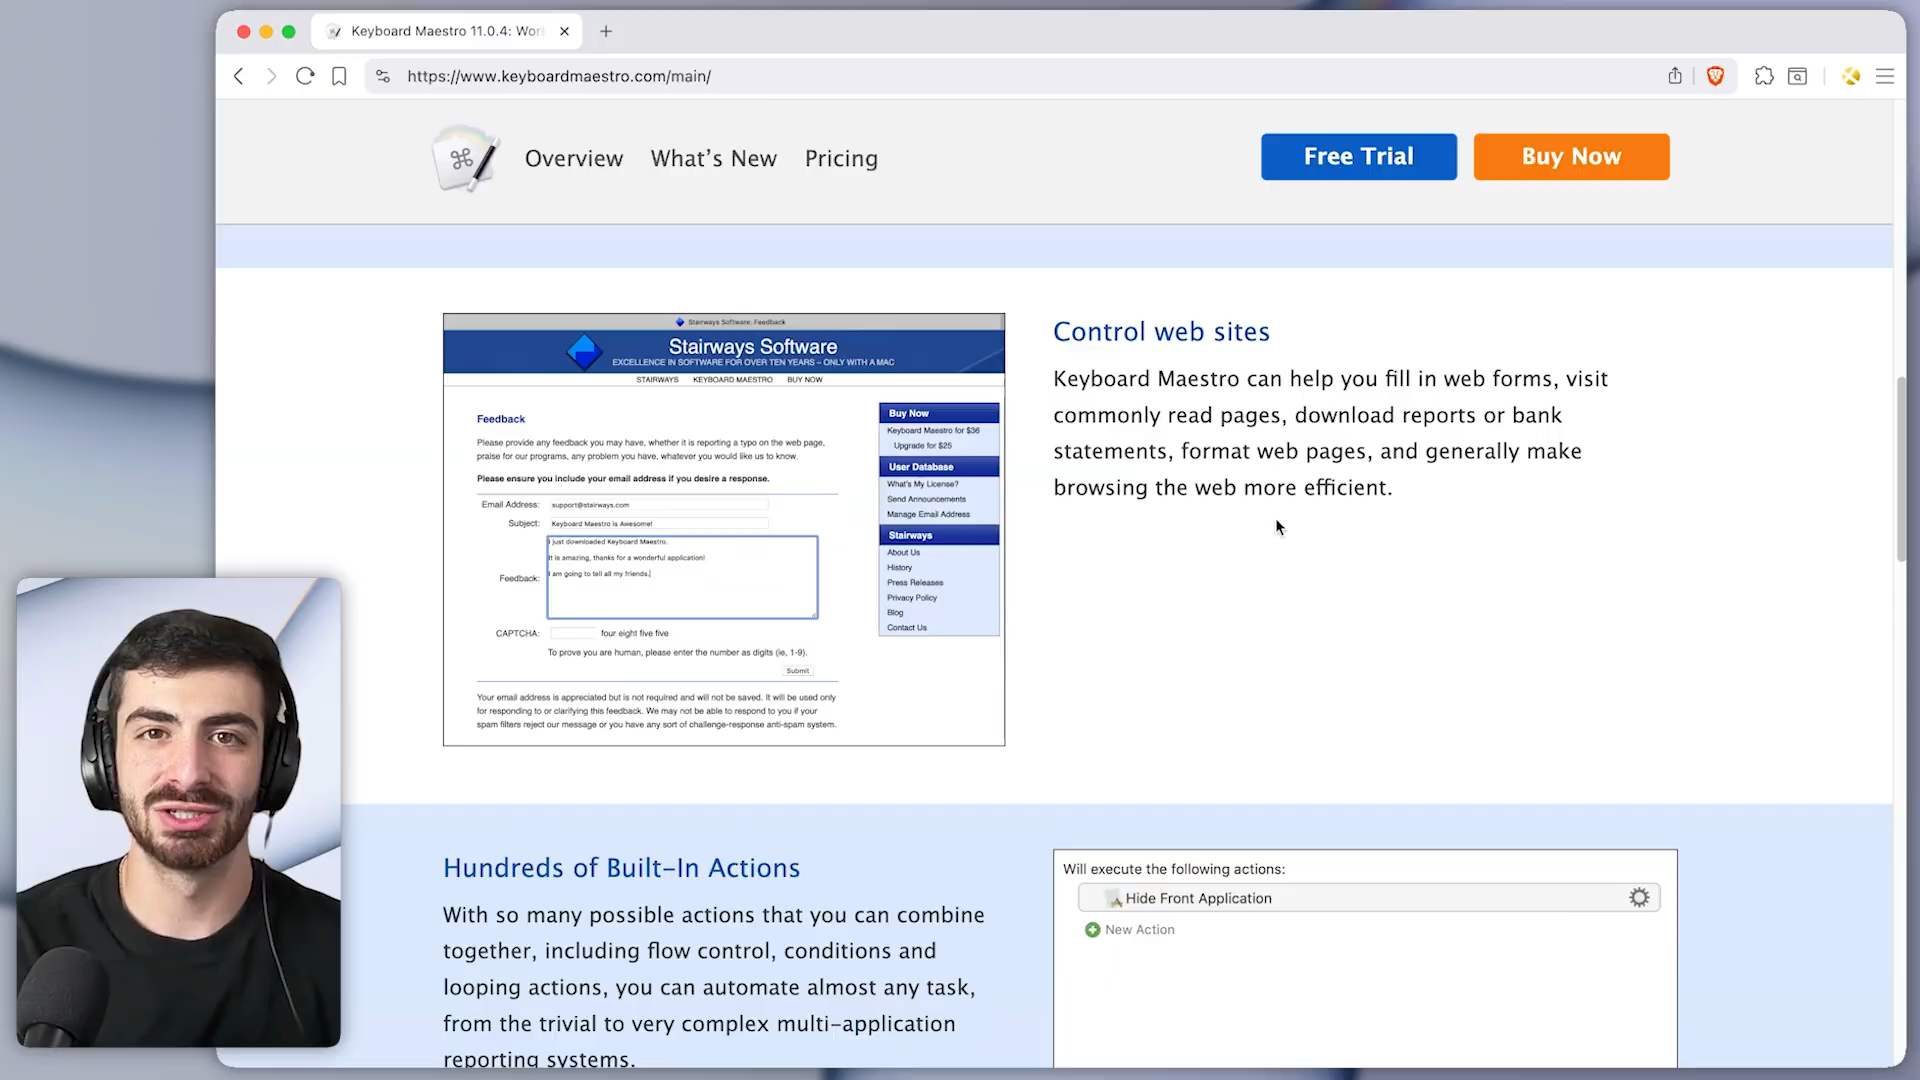 Keyboard Maestro 11.0.4: Wor
https://www.keyboardmaestro.com/main/
Overview
What's New
Pricing
Free Trial
Buy Now
Stairways Software: Feedback
Stairways Software
EXCELLENCE IN SOFTWARE FOR OVER TEN YEARS – ONLY WITH A MAC
STAIRWAYS KEYBOARD MAESTRO BUY NOW
Feedback
Please provide any feedback you may have, whether it is reporting a typo on the web page,
praise for our programs, any problem you have, whatever you would like us to know.
Please ensure you include your email address if you desire a response.
Email Address: support@stairways.com
Subject: Keyboard Maestro is Awesome!
I just downloaded Keyboard Maestro.
It is amazing, thanks for a wonderful application!
I am going to tell all my friends.
Feedback:
CAPTCHA: four eight five five
To prove you are human, please enter the number as digits (ie, 1-9).
Submit
Your email address is appreciated but is not required and will not be saved. It will be used only
for responding to or clarifying this feedback. We may not be able to respond to you if your
spam filters reject our message or you have any sort of challenge-response anti-spam system.
Buy Now
Keyboard Maestro for $36
Upgrade for $25
User Database
What's My License?
Send Announcements
Manage Email Address
Stairways
About Us
History
Press Releases
Privacy Policy
Blog
Contact Us
Control web sites
Keyboard Maestro can help you fill in web forms, visit
commonly read pages, download reports or bank
statements, format web pages, and generally make
browsing the web more efficient.
Hundreds of Built-In Actions
With so many possible actions that you can combine
together, including flow control, conditions and
looping actions, you can automate almost any task,
from the trivial to very complex multi-application
reporting systems.
Will execute the following actions:
Hide Front Application
New Action